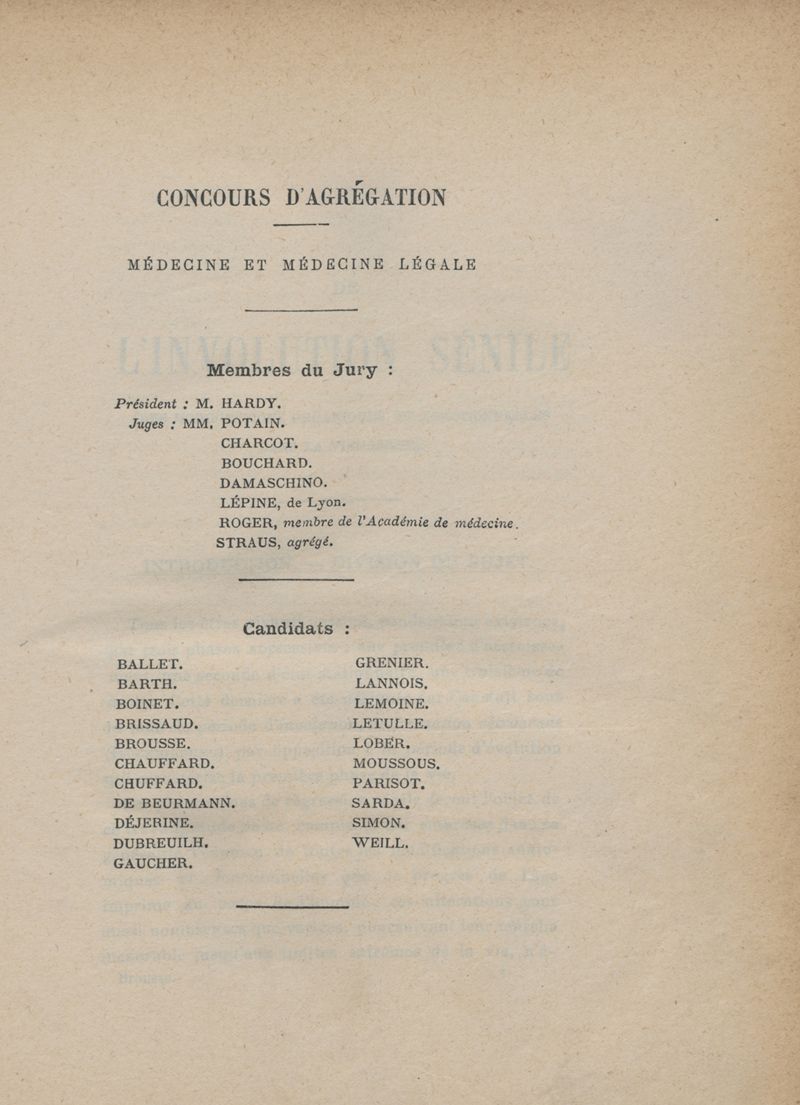 CONCOURS D'AGRÉGATION
MÉDECINE ET MÉDECINE LÉGALE
Membres du Jury :
Président : M. HARDY.
Juges : MM. POTAIN.
CHARCOT.
BOUCHARD.
DAMASCHINO.
LÉPINE, de Lyon.
ROGER, membre de l'Académie de médecine.
STRAUS, agrégé.
Candidats :
BALLET.
BARTH.
BOINET.
BRISSAUD.
BROUSSE.
CHAUFFARD.
CHUFFARD.
DE BEURMANN.
DÉJERINE.
DUBREUILH.
GAUCHER.
GRENIER.
LANNOIS.
LEMOINE.
LETULLE.
LOBER.
MOUSSOUS.
PARISOT.
SARDA.
SIMON.
WEILL.